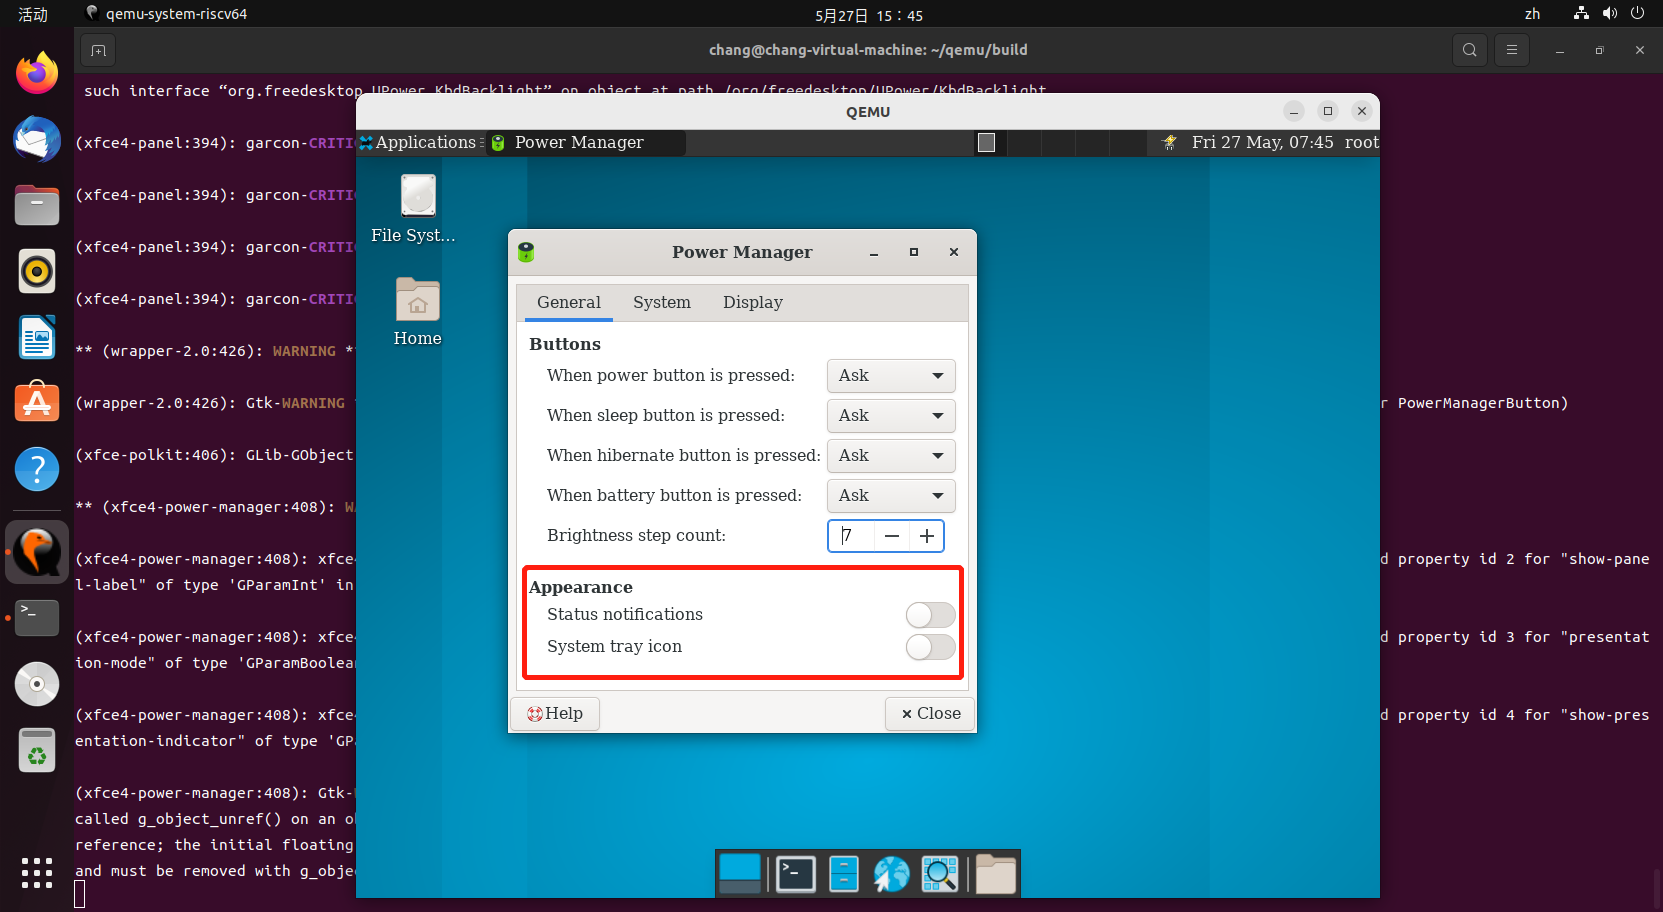 活动
qemu-system-riscv64
5月27日 15：45
zh
chang@chang-virtual-machine: ~/qemu/build
such interface “org.freedesktop.UPower.KbdBacklight” on object at path /org/freedesktop/UPower/KbdBacklight
(xfce4-panel:394): garcon-CRITIC
(xfce4-panel:394): garcon-CRITIC
(xfce4-panel:394): garcon-CRITIC
(xfce4-panel:394): garcon-CRITIC
** (wrapper-2.0:426): WARNING *
(wrapper-2.0:426): Gtk-WARNING
r PowerManagerButton)
(xfce-polkit:406): GLib-GObject
** (xfce4-power-manager:408): W
(xfce4-power-manager:408): xfce
d property id 2 for "show-pane
l-label" of type 'GParamInt' in
(xfce4-power-manager:408): xfce
d property id 3 for "presentat
ion-mode" of type 'GParamBoolean
(xfce4-power-manager:408): xfce
d property id 4 for "show-pres
entation-indicator" of type 'GP
(xfce4-power-manager:408): Gtk-
called g_object_unref() on an o
reference; the initial floating
and must be removed with g_obje
QEMU
Applications
Power Manager
Fri 27 May, 07:45
root
File Syst...
Home
Power Manager
General
System
Display
Buttons
When power button is pressed:
Ask
When sleep button is pressed:
Ask
When hibernate button is pressed:
Ask
When battery button is pressed:
Ask
Brightness step count:
7
Appearance
Status notifications
System tray icon
Help
Close